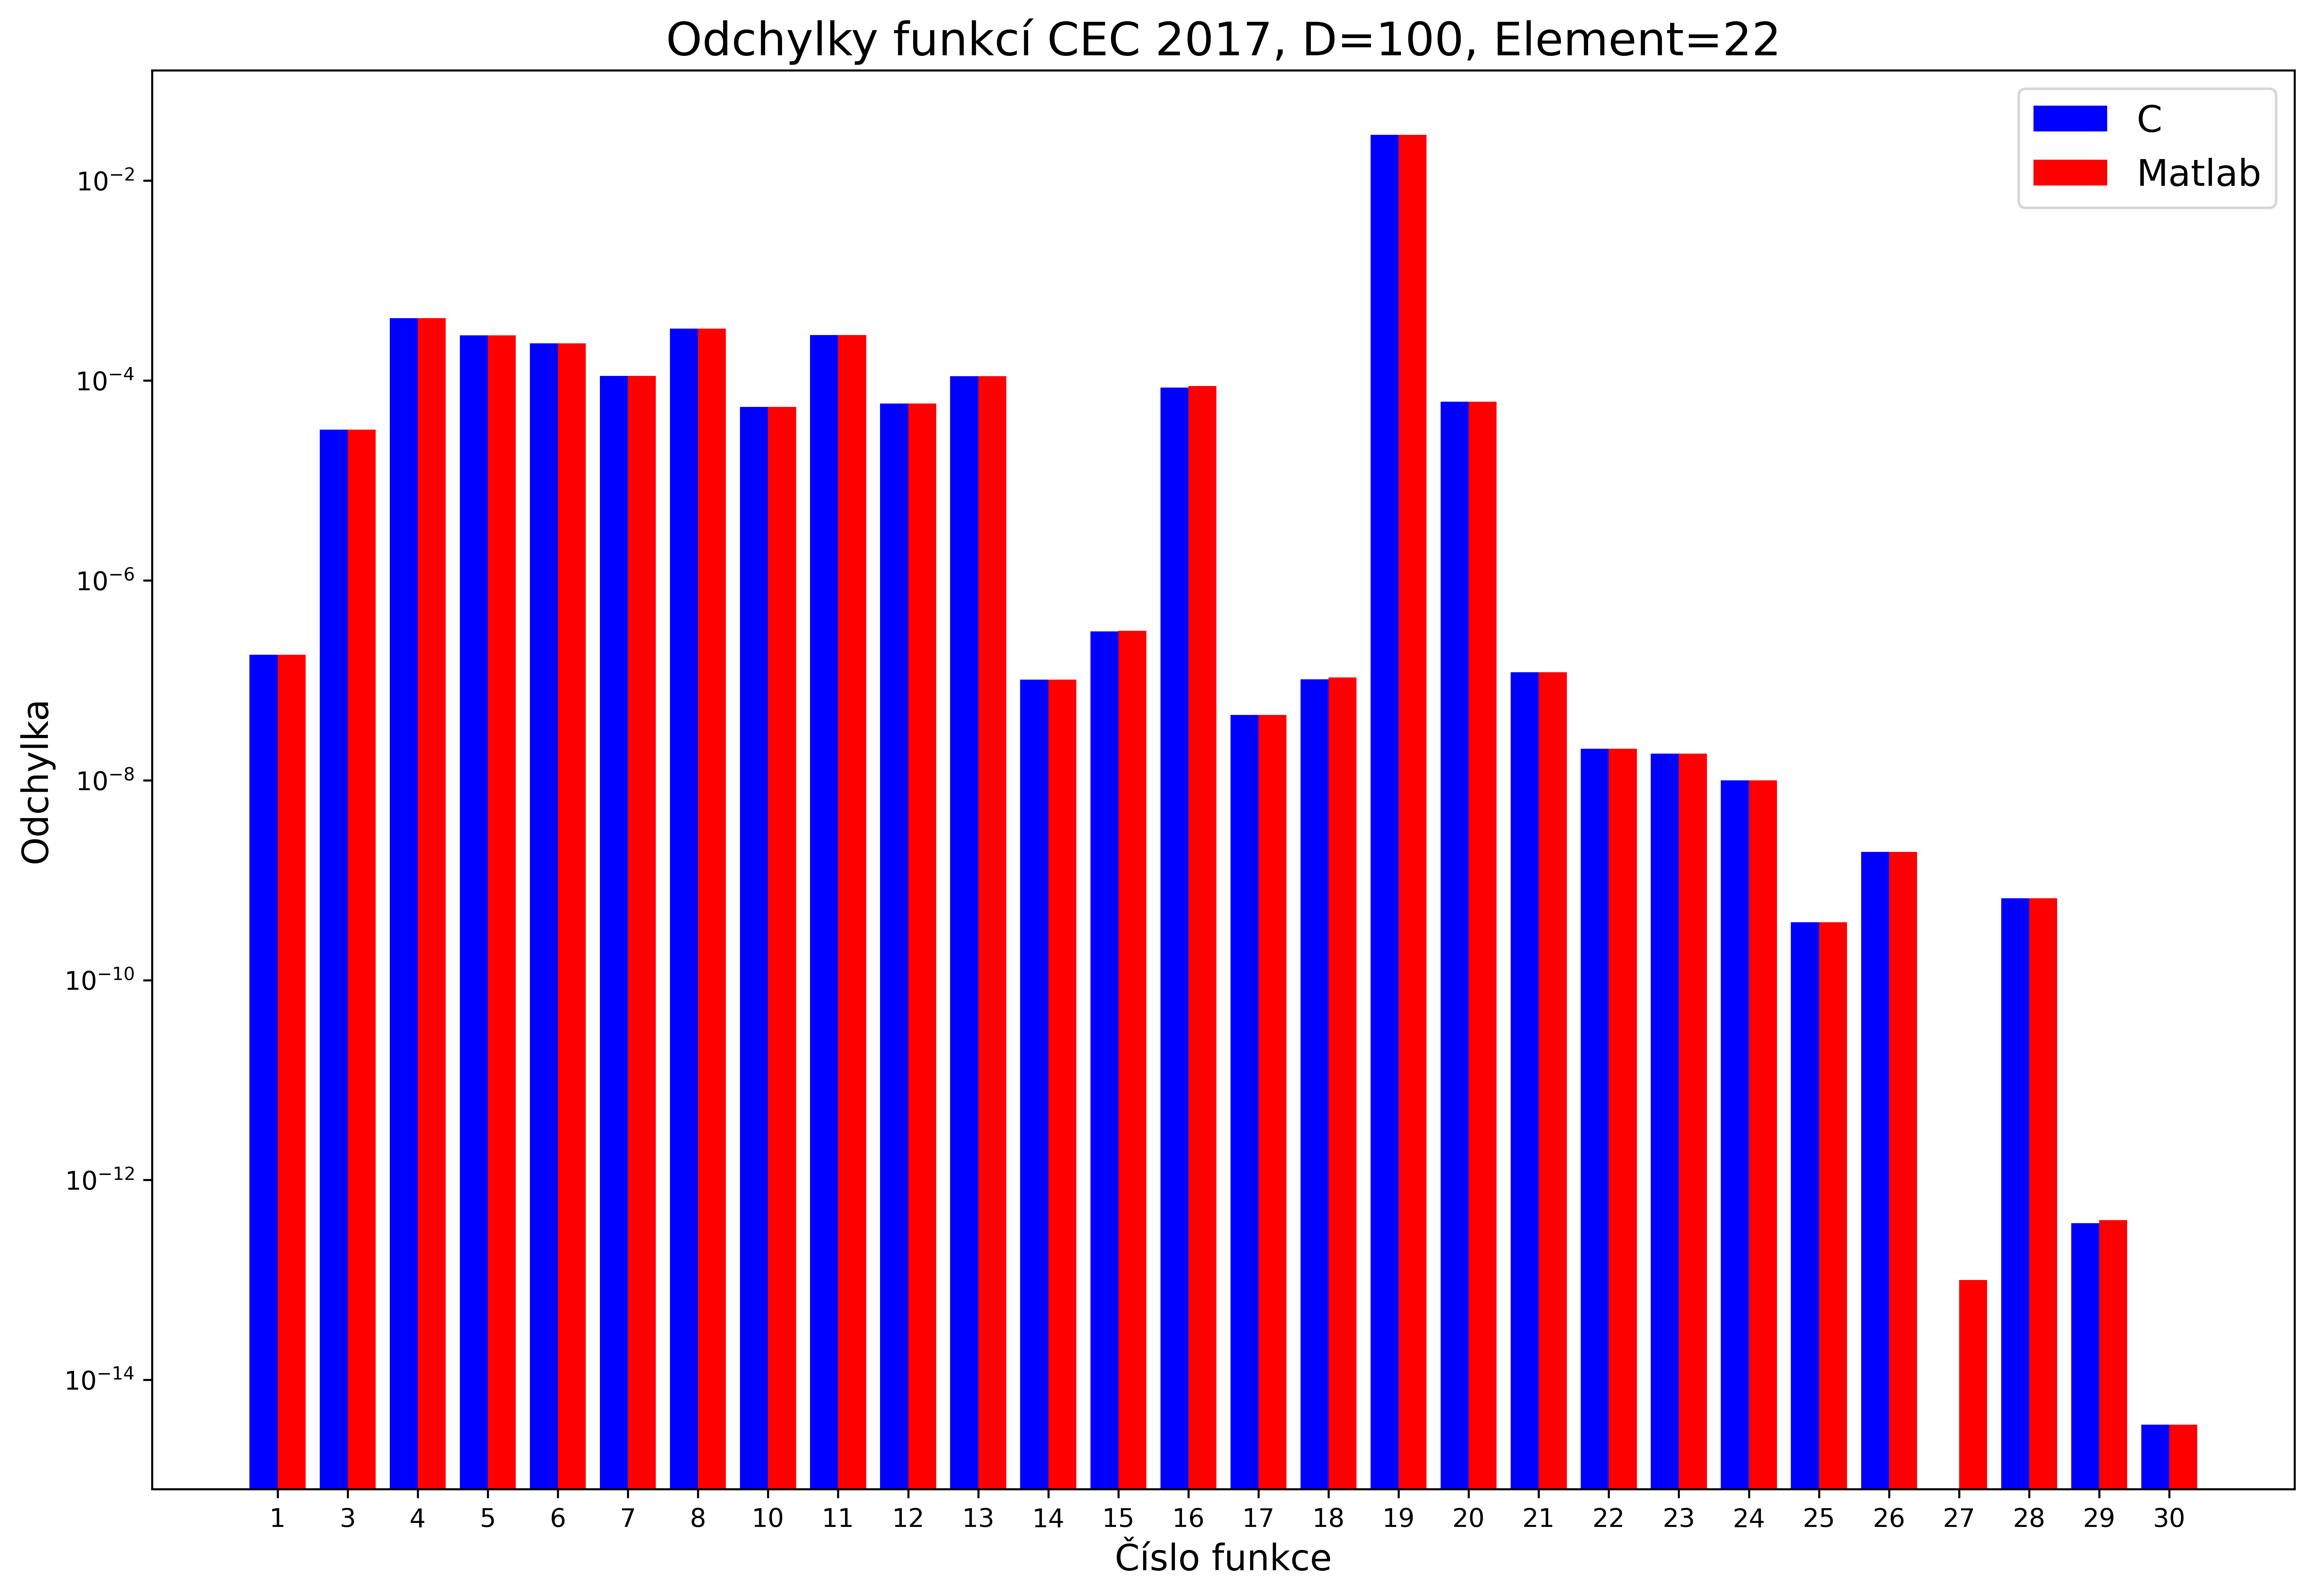 Odchylky funkcí CEC 2017, D=100, Element=22
C
Matlab
Odchylka
10⁻²
10⁻⁴
10⁻⁶
10⁻⁸
10⁻¹⁰
10⁻¹²
10⁻¹⁴
1 3 4 5 6 7 8 10 11 12 13 14 15 16 17 18 19 20 21 22 23 24 25 26 27 28 29 30
Číslo funkce